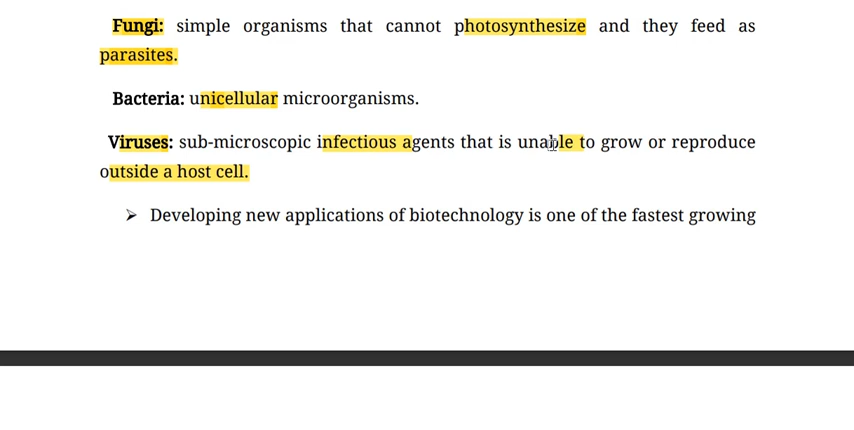 Fungi: simple organisms that cannot photosynthesize and they feed as
parasites.
Bacteria: unicellular microorganisms.
Viruses: sub-microscopic infectious agents that is unable to grow or reproduce
outside a host cell.
➢ Developing new applications of biotechnology is one of the fastest growing